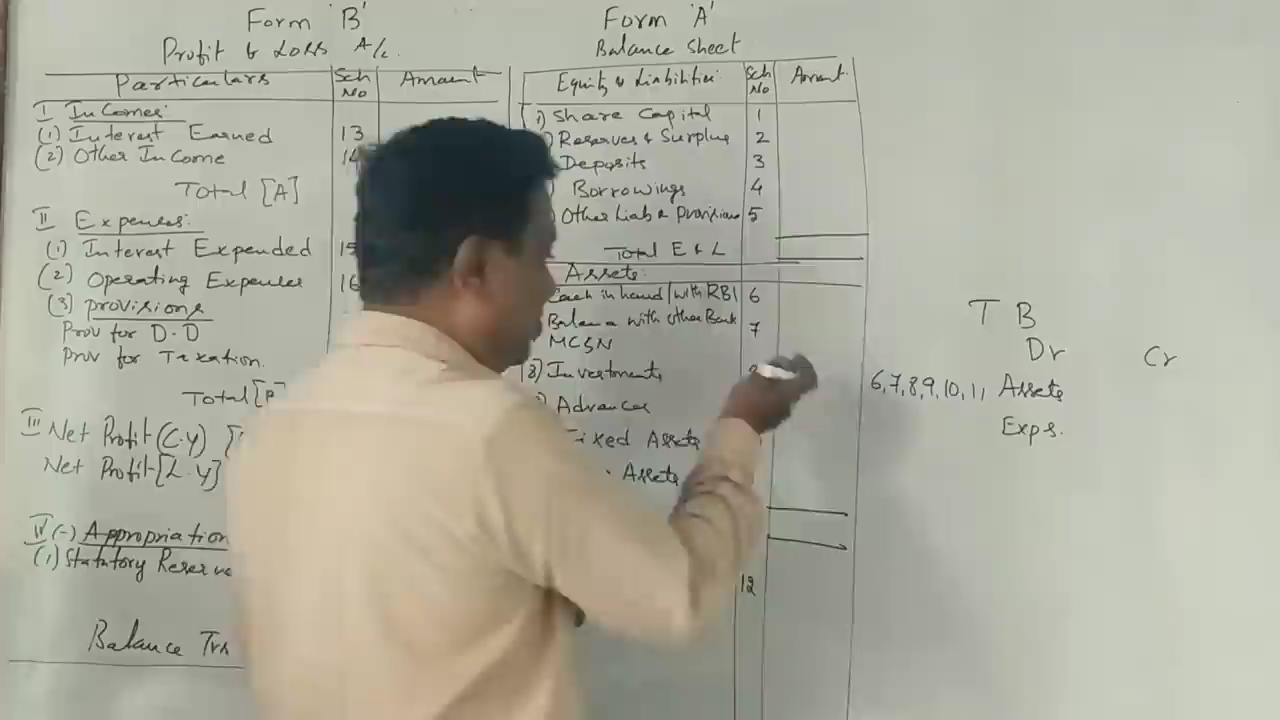 Form 'B'
Profit & Loss A/c.
Particulars Sch No Amount
I Incomes:
(1) Interest Earned 13
(2) Other Income 14
Total [A]
II Expenses:
(1) Interest Expended 15
(2) Operating Expenses 16
(3) Provisions
Prov for D.D
Prov for Taxation.
Total [B]
III Net Profit (C.Y)
Net Profit [L.Y]
IV (-) Appropriation
(1) Statutory Reserve
Balance Trs
Form 'A'
Balance Sheet
Equity & Liabilities Sch No Amount
1) Share Capital 1
) Reserves & Surplus 2
Deposits 3
Borrowings 4
Other Liab & Provisions 5
Total E & L
Assets:
Cash in hand/with RBI 6
Balance with other Bank 7
MCSN
(3) Investments
) Advances
Fixed Assets
. Assets
12
T B
Dr Cr
6,7,8,9,10,11 Assets
Exps.